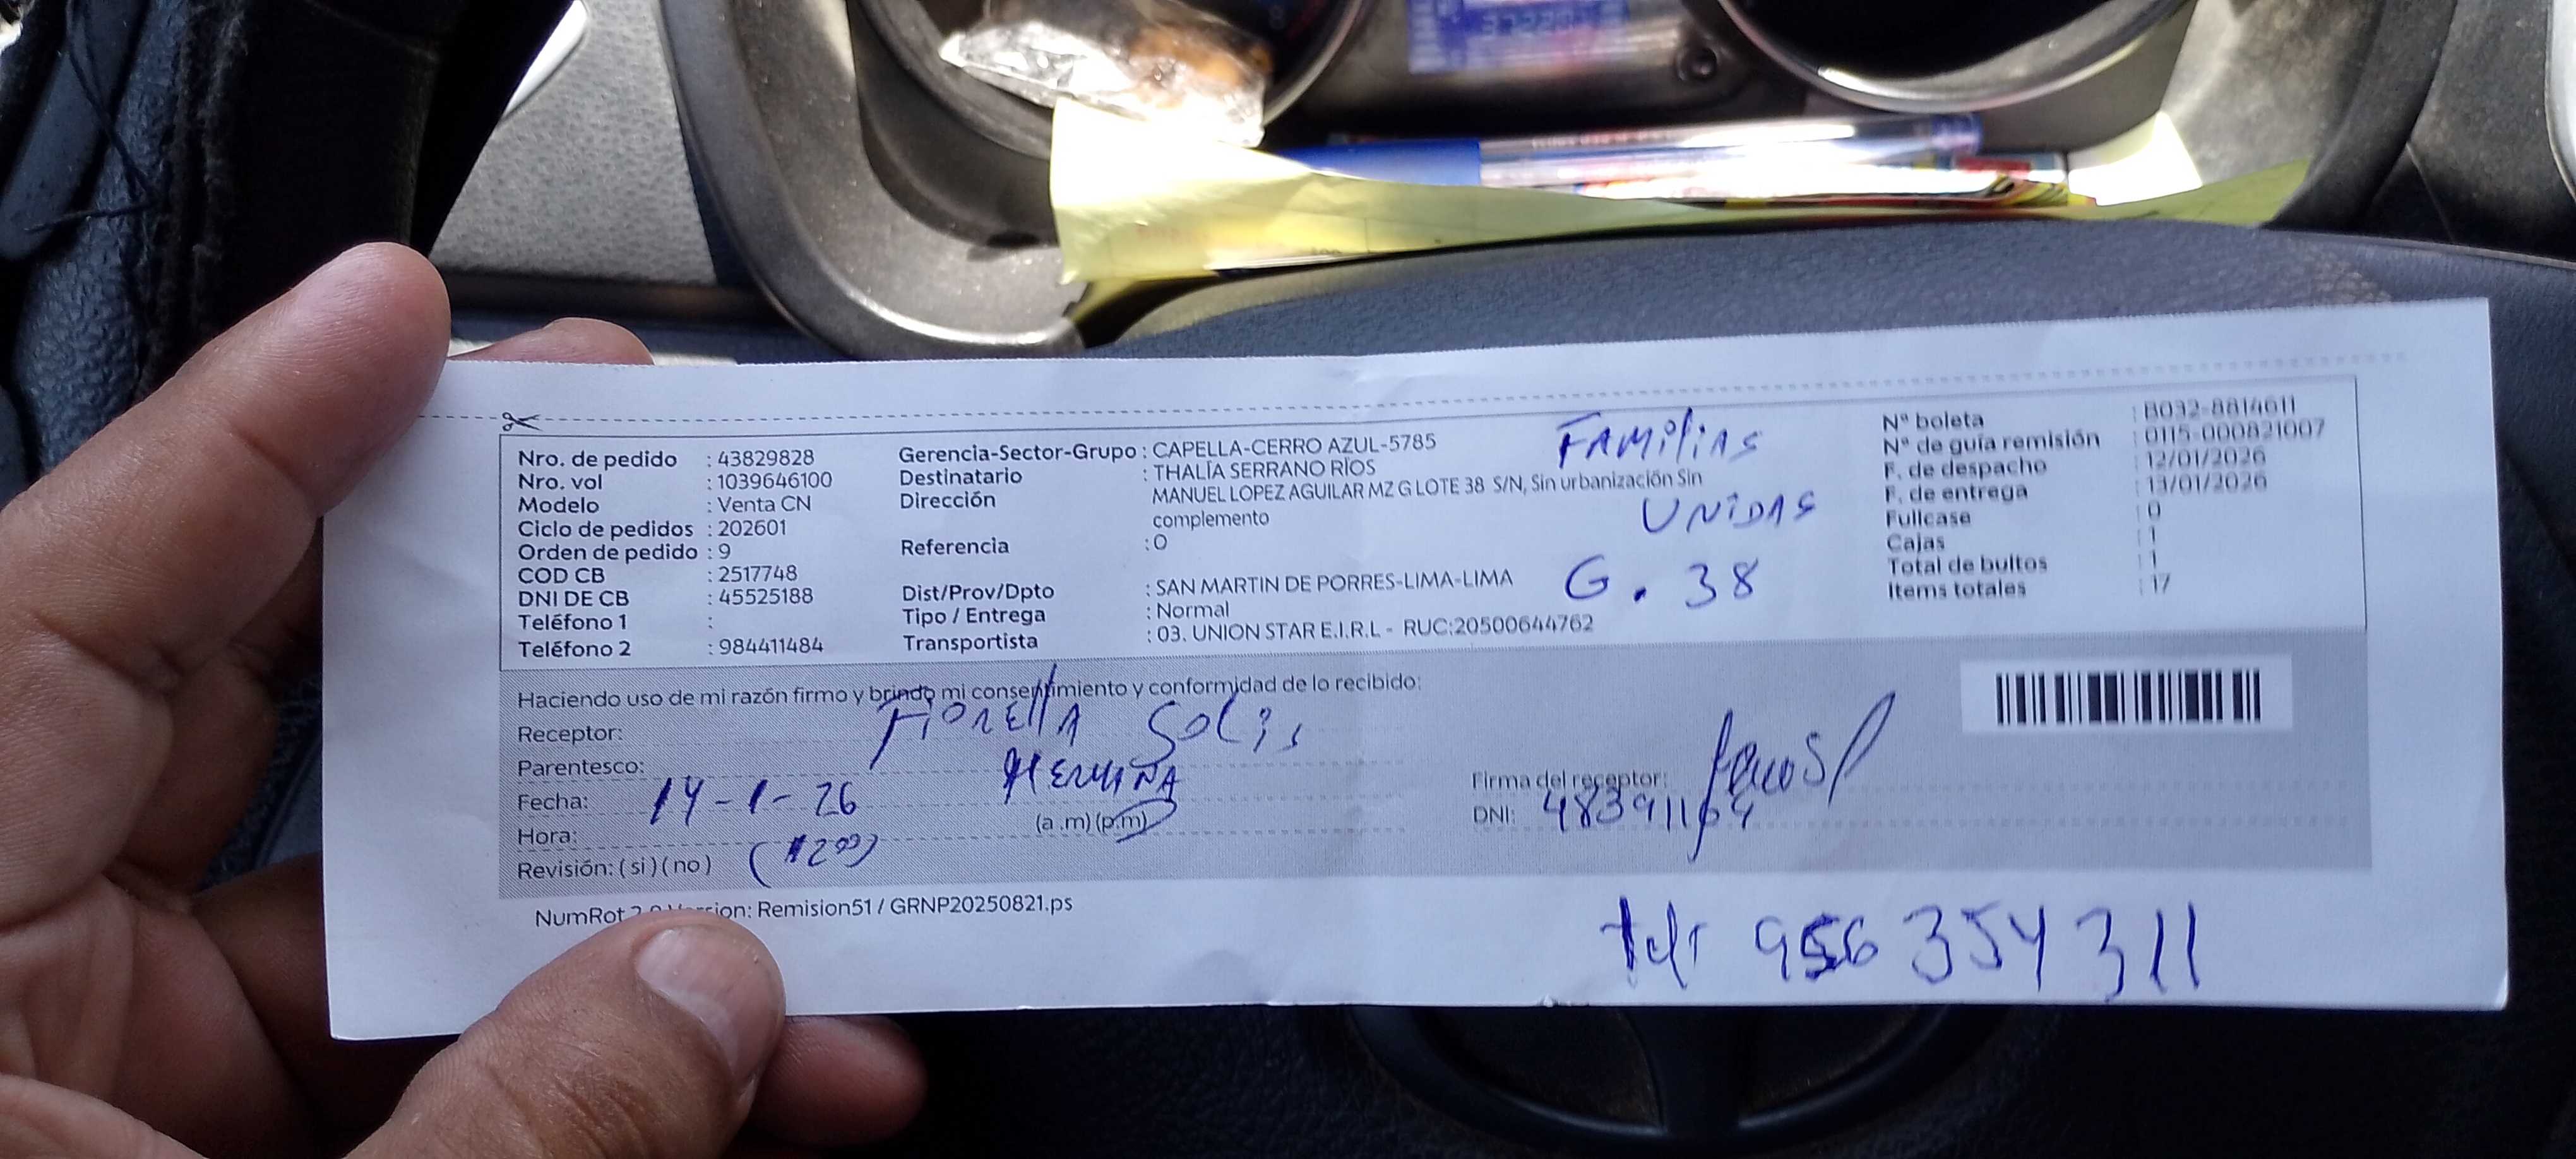 Nro. de pedido : 43829828
Nro. vol : 1039646100
Modelo : Venta CN
Ciclo de pedidos : 202601
Orden de pedido : 9
COD CB : 2517748
DNI DE CB : 45525188
Teléfono 1 :
Teléfono 2 : 984411484
Gerencia-Sector-Grupo : CAPELLA-CERRO AZUL-5785
Destinatario : THALÍA SERRANO RÍOS
Dirección MANUEL LOPEZ AGUILAR MZ G LOTE 38 S/N, Sin urbanización Sin
complemento
Referencia : O
Dist/Prov/Dpto : SAN MARTIN DE PORRES-LIMA-LIMA
Tipo / Entrega : Normal
Transportista : 03. UNION STAR E.I.R.L - RUC:20500644762
FAMiliAS
UNiDAS
G. 38
Nº boleta : B032-8814611
Nº de guía remisión : 0115-000821007
F. de despacho : 12/01/2026
F. de entrega : 13/01/2026
Fullcase : 0
Cajas : 1
Total de bultos : 1
Items totales : 17
Haciendo uso de mi razón firmo y brindo mi consentimiento y conformidad de lo recibido:
Receptor: FiORELLA SOLiS
Parentesco:
Fecha: 14-1-26
Hora: (a.m) (p.m)
Revisión: ( si ) ( no )
Firma del receptor:
DNI: 48391164
NumRot Version: Remision51 / GRNP20250821.ps
telf 956 354 311